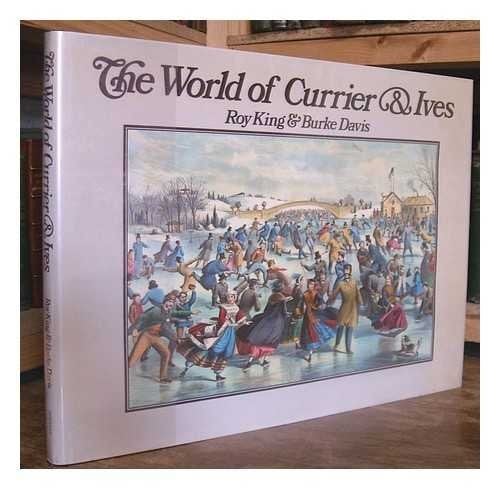 The World of Currier & Ives
Roy King & Burke Davis
The World of Currier & Ives
Roy King & Burke Davis